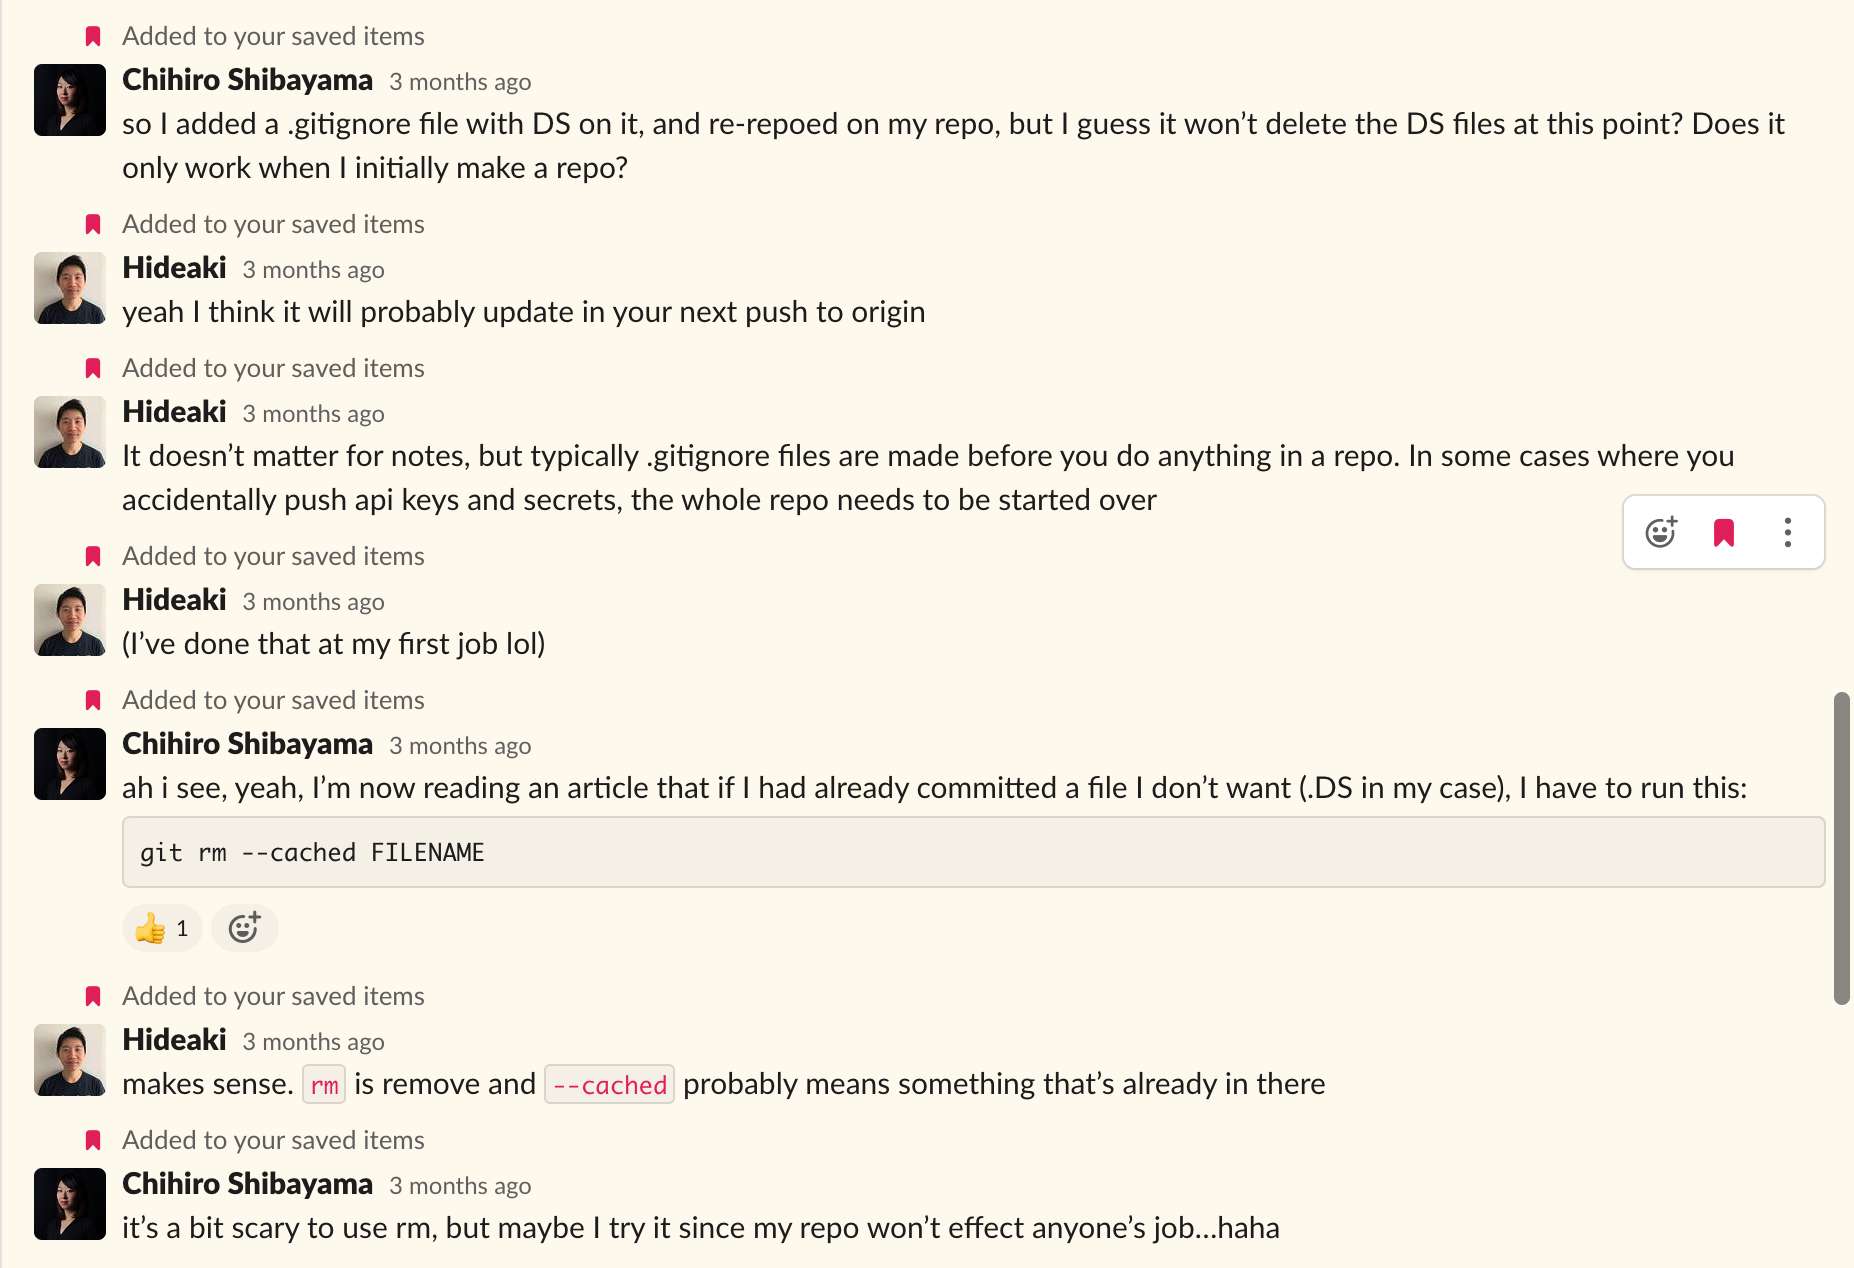 Added to your saved items
Chihiro Shibayama 3 months ago
so I added a .gitignore file with DS on it, and re-repoed on my repo, but I guess it won’t delete the DS files at this point? Does it
only work when I initially make a repo?
Added to your saved items
Hideaki 3 months ago
yeah I think it will probably update in your next push to origin
Added to your saved items
Hideaki 3 months ago
It doesn’t matter for notes, but typically .gitignore files are made before you do anything in a repo. In some cases where you
accidentally push api keys and secrets, the whole repo needs to be started over
Added to your saved items
Hideaki 3 months ago
(I’ve done that at my first job lol)
Added to your saved items
Chihiro Shibayama 3 months ago
ah i see, yeah, I’m now reading an article that if I had already committed a file I don’t want (.DS in my case), I have to run this:
git rm --cached FILENAME
1
Added to your saved items
Hideaki 3 months ago
makes sense. rm is remove and --cached probably means something that’s already in there
Added to your saved items
Chihiro Shibayama 3 months ago
it’s a bit scary to use rm, but maybe I try it since my repo won’t effect anyone’s job...haha